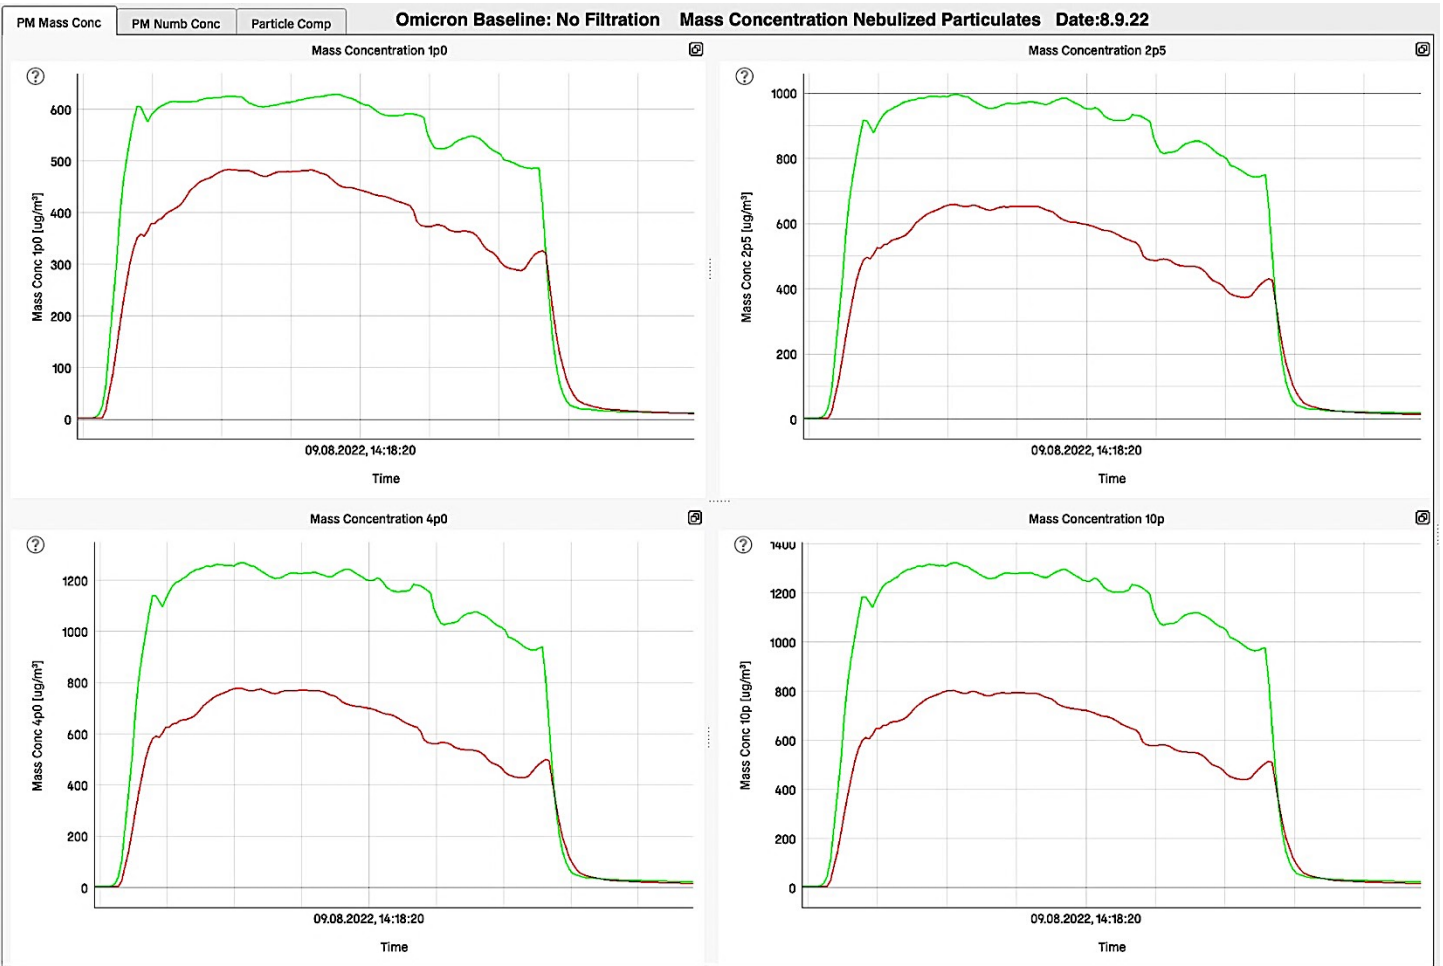 PM Mass Conc PM Numb Conc Particle Comp Omicron Baseline: No Filtration Mass Concentration Nebulized Particulates Date:8.9.22
Mass Concentration 1p0
?
600
500
400
300
200
100
0
Mass Conc 1p0 [ug/m³]
09.08.2022, 14:18:20
Time
Mass Concentration 2p5
?
1000
800
600
400
200
0
Mass Conc 2p5 [ug/m³]
09.08.2022, 14:18:20
Time
Mass Concentration 4p0
?
1200
1000
800
600
400
200
0
Mass Conc 4p0 [ug/m³]
09.08.2022, 14:18:20
Time
Mass Concentration 10p
?
1400
1200
1000
800
600
400
200
0
Mass Conc 10p [ug/m³]
09.08.2022, 14:18:20
Time